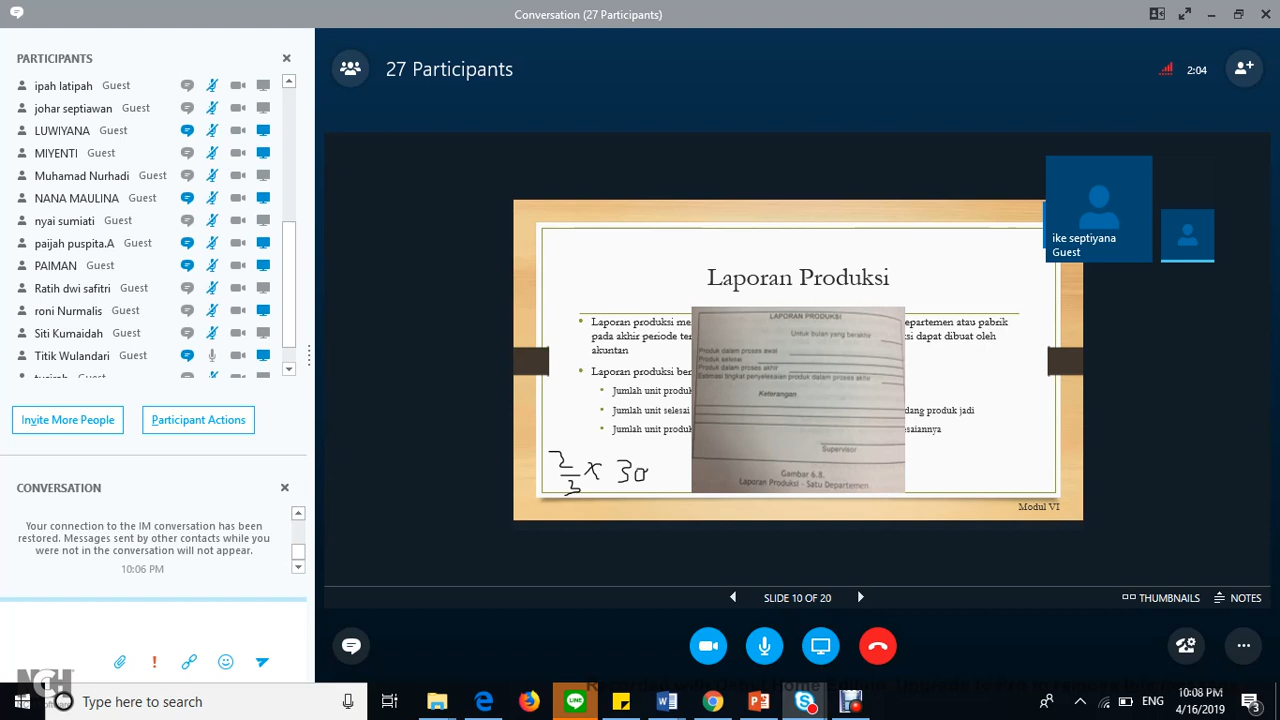 Conversation (27 Participants)
PARTICIPANTS
ipah latipah Guest
johar septiawan Guest
LUWIYANA Guest
MIYENTI Guest
Muhamad Nurhadi Guest
NANA MAULINA Guest
nyai sumiati Guest
paijah puspita.A Guest
PAIMAN Guest
Ratih dwi safitri Guest
roni Nurmalis Guest
Siti Kumaidah Guest
Titik Wulandari Guest
Invite More People
Participant Actions
CONVERSATION
Your connection to the IM conversation has been
restored. Messages sent by other contacts while you
were not in the conversation will not appear.
10:06 PM
27 Participants
2:04
ike septiyana
Guest
Laporan Produksi
Laporan produksi me
epartemen atau pabrik
pada akhir periode ter
si dapat dibuat oleh
akuntan
Laporan produksi ber
Jumlah unit produk
Jumlah unit selesai
dang produk jadi
Jumlah unit produk
esaiannya
LAPORAN PRODUKSI
Untuk bulan yang berakhir
Produk dalam proses awal
Produk selesai
Produk dalam proses akhir
Estimasi tingkat penyelesaian produk dalam proses akhir
Keterangan
Supervisor
Gambar 6.8.
Laporan Produksi - Satu Departemen
2/3 x 30
Modul VI
SLIDE 10 OF 20
THUMBNAILS
NOTES
NCH
Type here to search
ENG
10:08 PM
4/16/2019
3